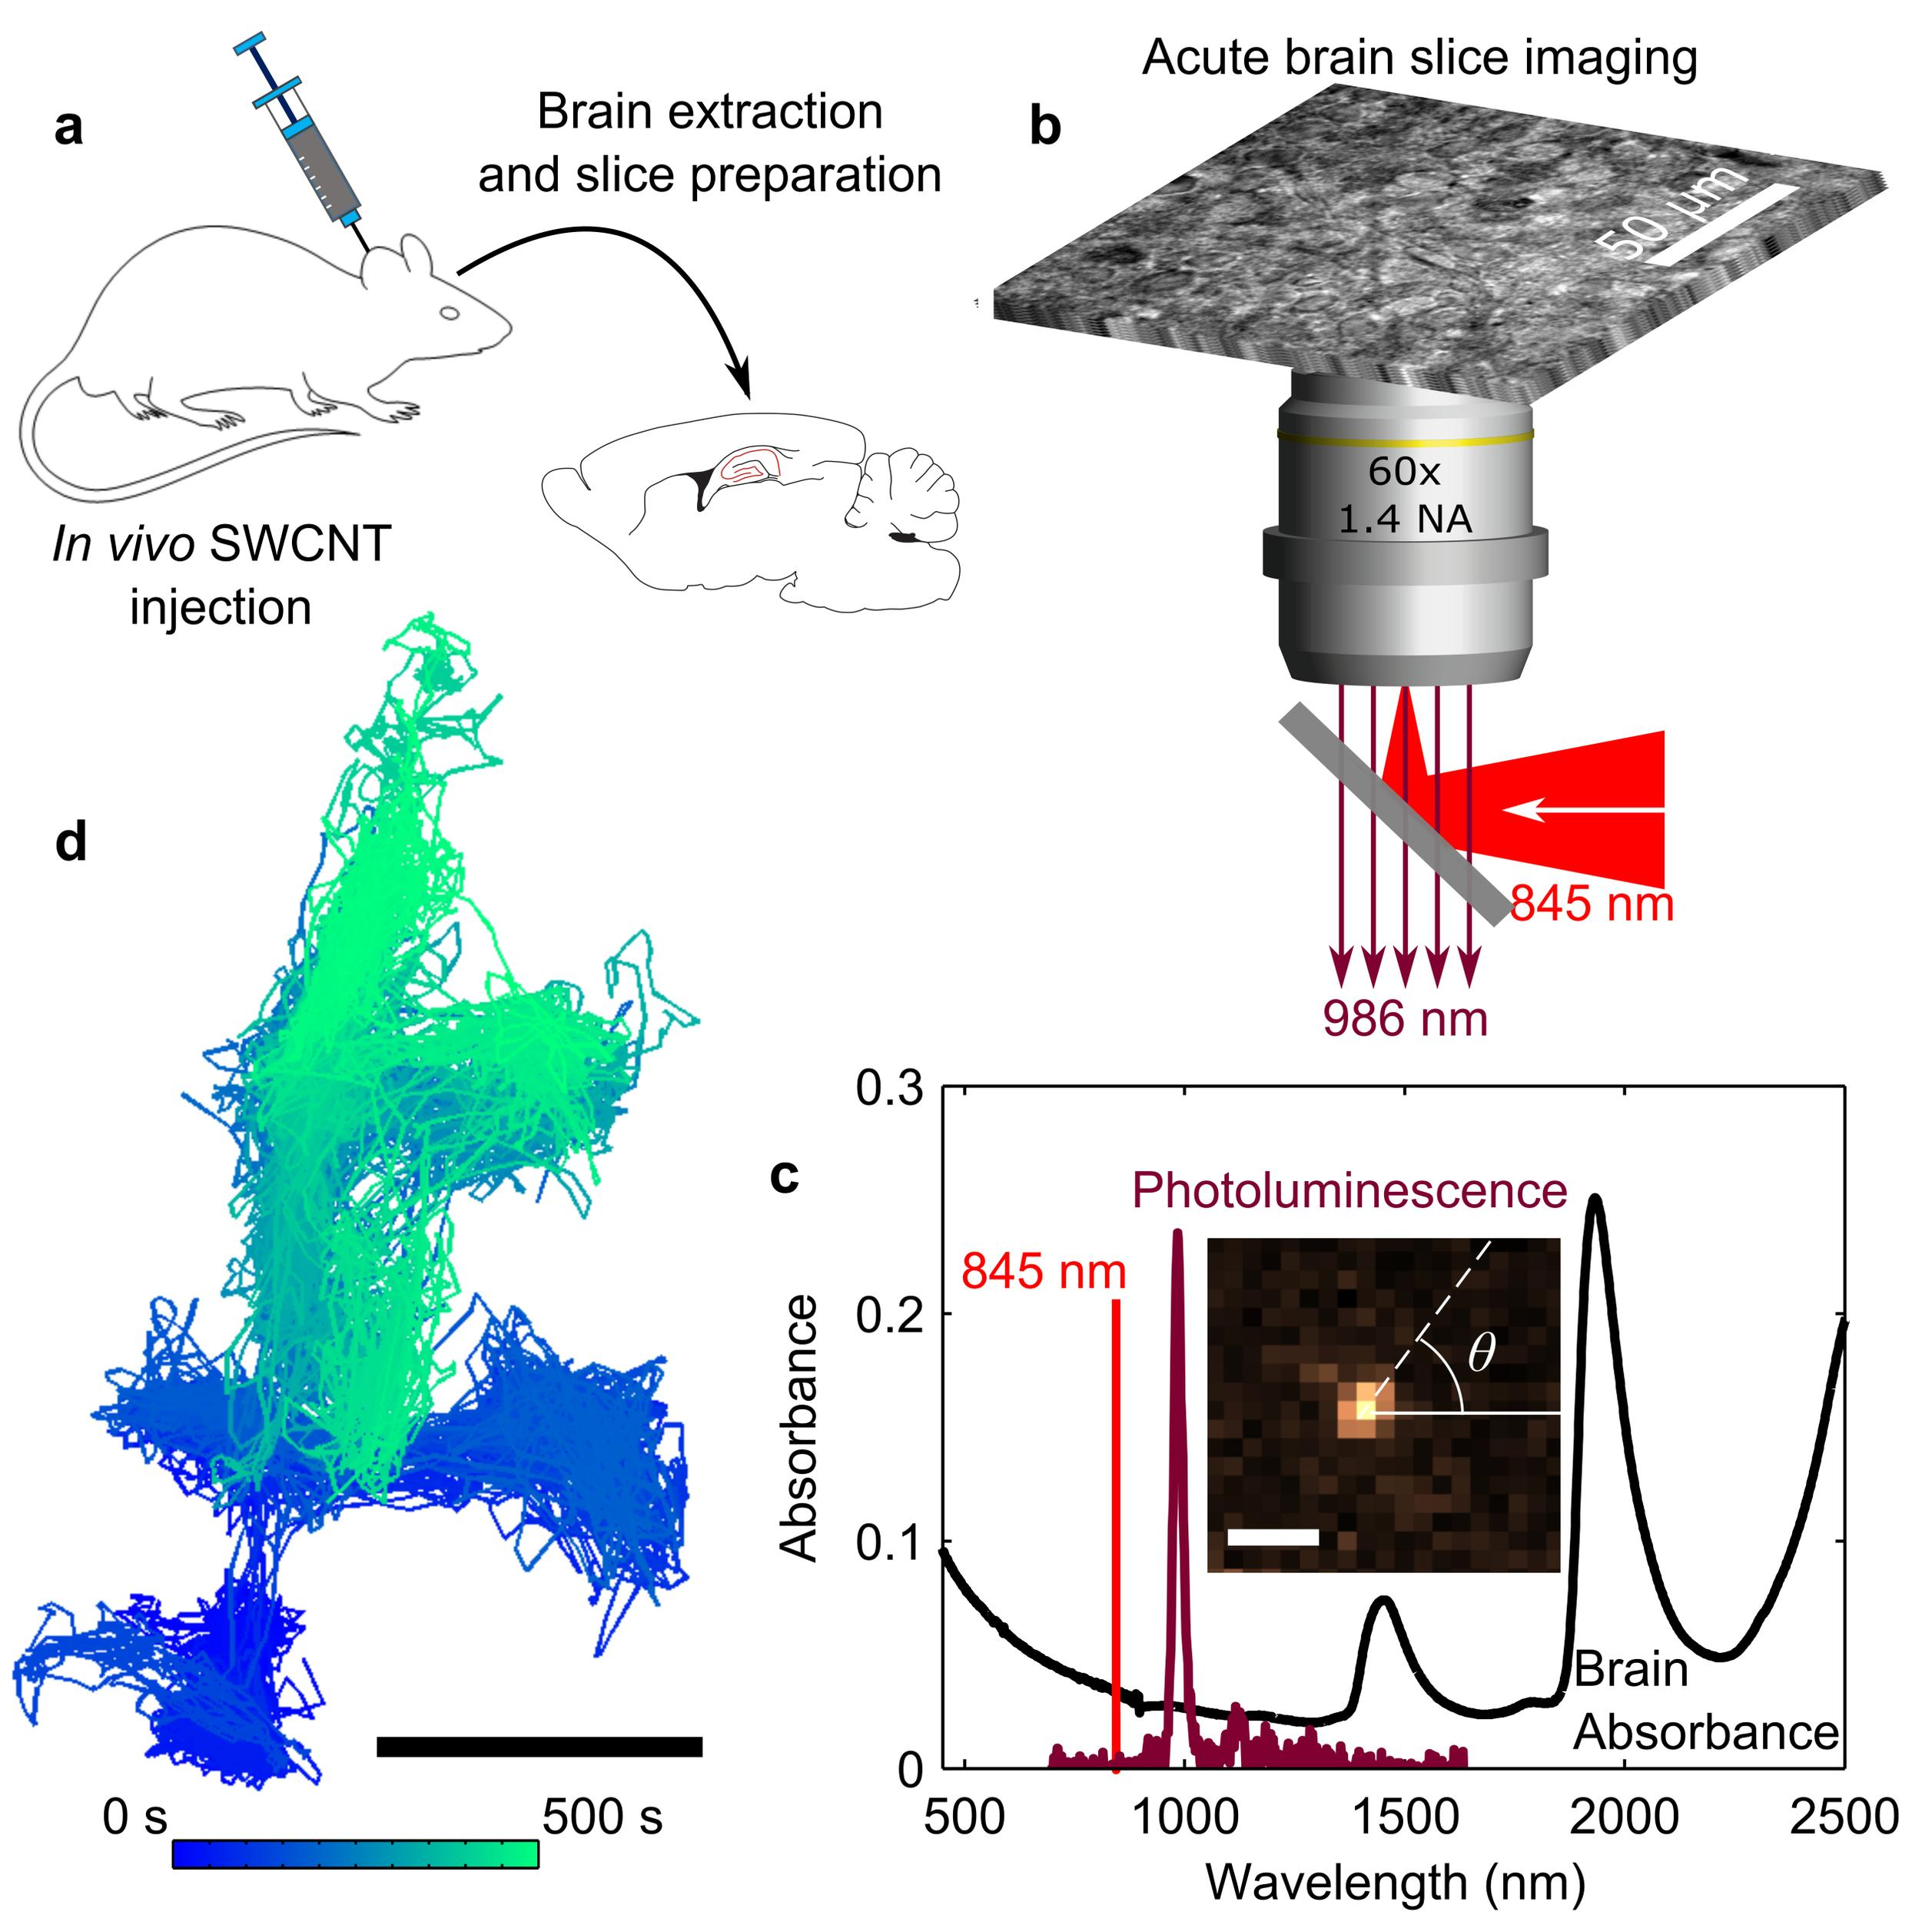 a
Brain extraction
and slice preparation
In vivo SWCNT
injection
Acute brain slice imaging
b
50 µm
60x
1.4 NA
845 nm
986 nm
d
0 s
500 s
c
0.3
0.2
0.1
0
Absorbance
Photoluminescence
845 nm
θ
Brain
Absorbance
500
1000
1500
2000
2500
Wavelength (nm)